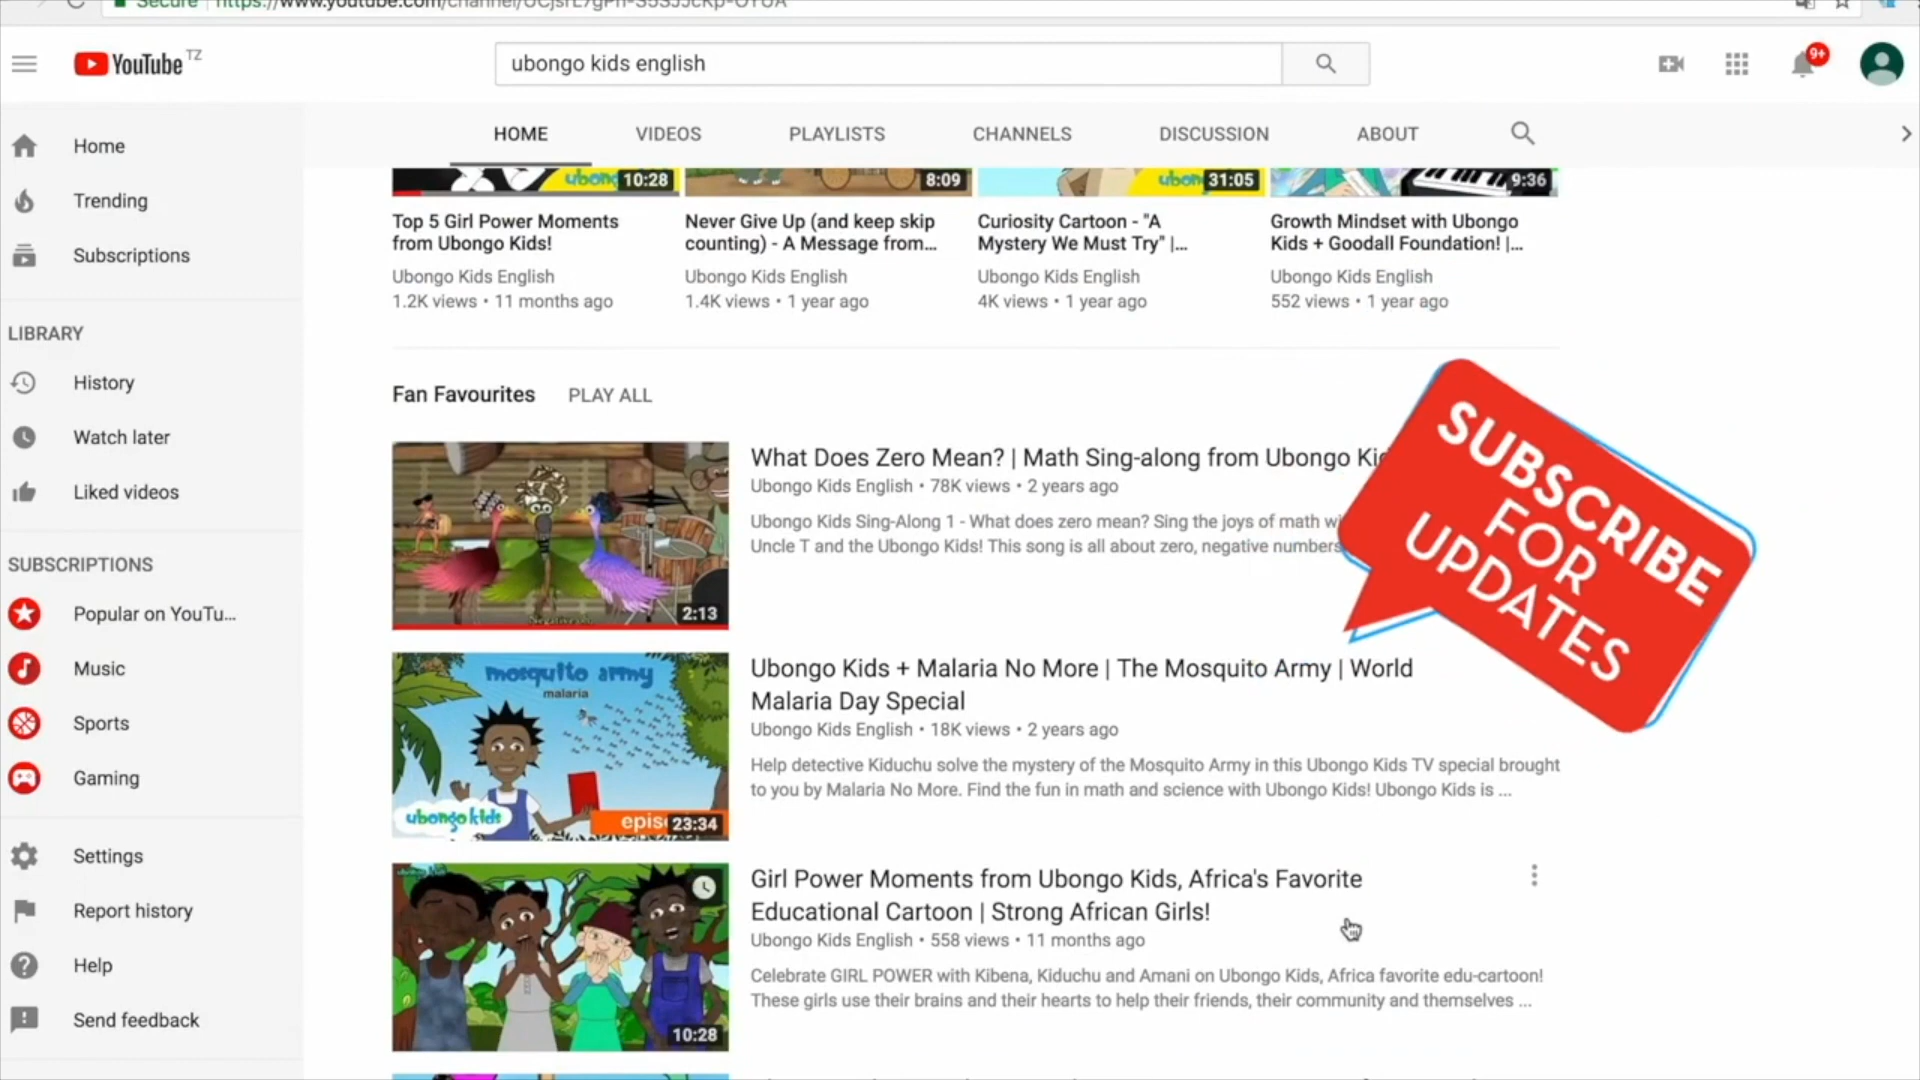 Secure
https://www.youtube.com/channel/
YouTube TZ
ubongo kids english
9+
Home
Trending
Subscriptions
LIBRARY
History
Watch later
Liked videos
SUBSCRIPTIONS
Popular on YouTu...
Music
Sports
Gaming
Settings
Report history
Help
Send feedback
HOME VIDEOS PLAYLISTS CHANNELS DISCUSSION ABOUT
ubong 10:28
8:09
ubon 31:05
9:36
Top 5 Girl Power Moments
from Ubongo Kids!
Ubongo Kids English
1.2K views • 11 months ago
Never Give Up (and keep skip
counting) - A Message from...
Ubongo Kids English
1.4K views • 1 year ago
Curiosity Cartoon - "A
Mystery We Must Try" |...
Ubongo Kids English
4K views • 1 year ago
Growth Mindset with Ubongo
Kids + Goodall Foundation! |...
Ubongo Kids English
552 views • 1 year ago
Fan Favourites PLAY ALL
2:13
What Does Zero Mean? | Math Sing-along from Ubongo Kid
Ubongo Kids English • 78K views • 2 years ago
Ubongo Kids Sing-Along 1 - What does zero mean? Sing the joys of math wi
Uncle T and the Ubongo Kids! This song is all about zero, negative numbers
SUBSCRIBE
FOR
UPDATES
mosquito army
malaria
ubongo kids
epis 23:34
Ubongo Kids + Malaria No More | The Mosquito Army | World
Malaria Day Special
Ubongo Kids English • 18K views • 2 years ago
Help detective Kiduchu solve the mystery of the Mosquito Army in this Ubongo Kids TV special brought
to you by Malaria No More. Find the fun in math and science with Ubongo Kids! Ubongo Kids is ...
10:28
Girl Power Moments from Ubongo Kids, Africa's Favorite
Educational Cartoon | Strong African Girls!
Ubongo Kids English • 558 views • 11 months ago
Celebrate GIRL POWER with Kibena, Kiduchu and Amani on Ubongo Kids, Africa favorite edu-cartoon!
These girls use their brains and their hearts to help their friends, their community and themselves ...